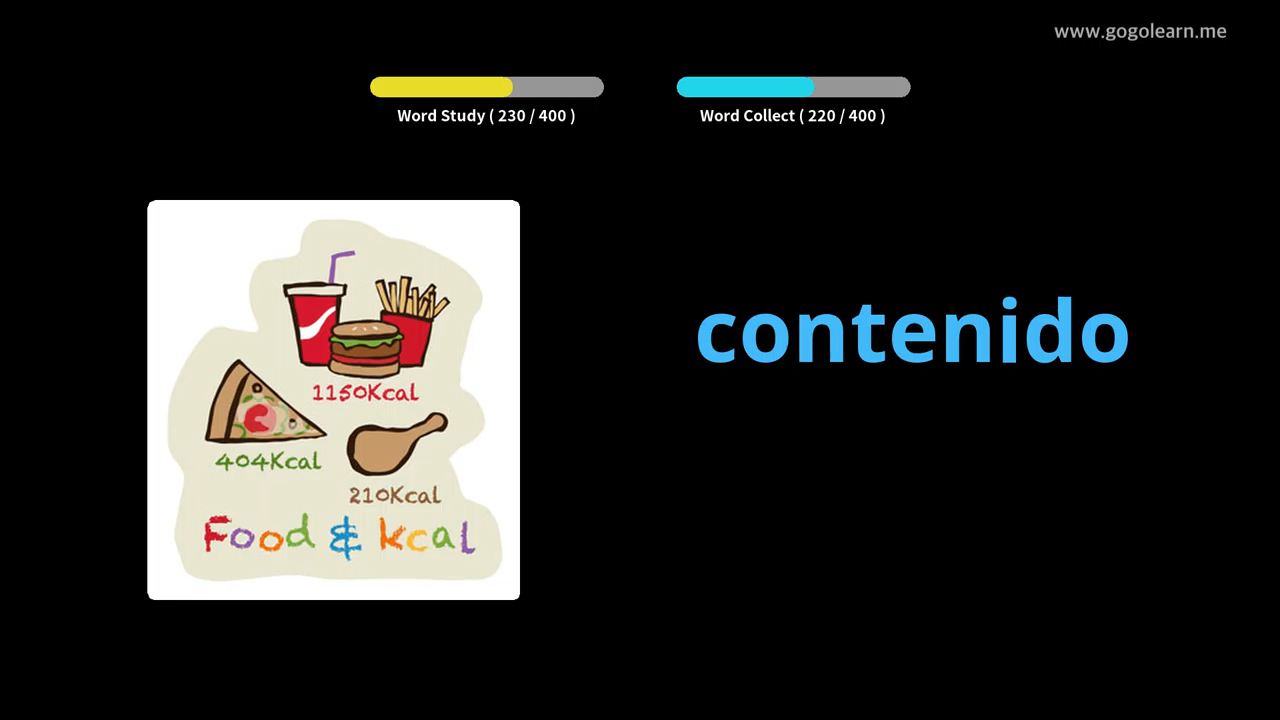 www.gogolearn.me
Word Study ( 230 / 400 )
Word Collect ( 220 / 400 )
1150Kcal
404Kcal
210Kcal
Food & kcal
contenido